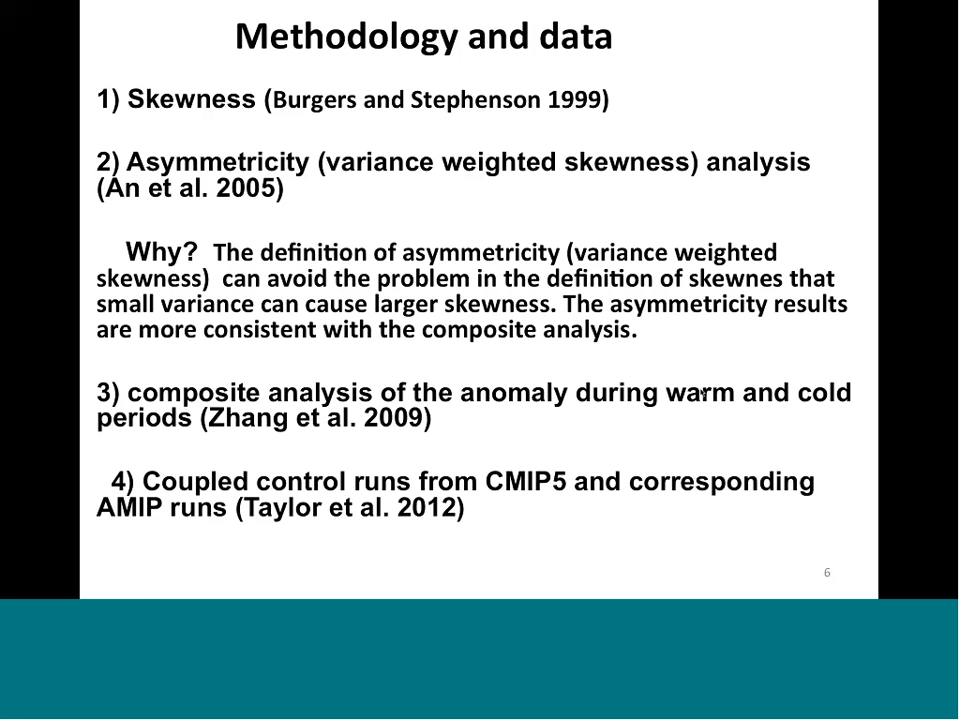 Methodology and data
1) Skewness (Burgers and Stephenson 1999)
2) Asymmetricity (variance weighted skewness) analysis
(An et al. 2005)
Why? The definition of asymmetricity (variance weighted
skewness) can avoid the problem in the definition of skewnes that
small variance can cause larger skewness. The asymmetricity results
are more consistent with the composite analysis.
3) composite analysis of the anomaly during warm and cold
periods (Zhang et al. 2009)
4) Coupled control runs from CMIP5 and corresponding
AMIP runs (Taylor et al. 2012)
6